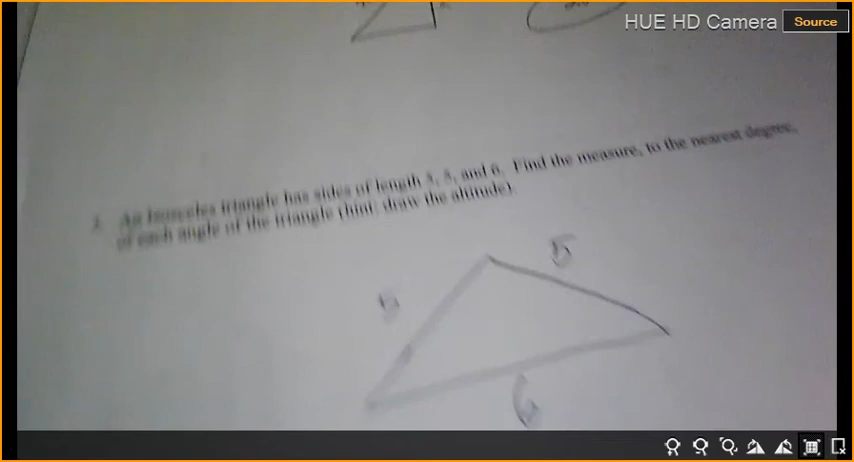 HUE HD Camera
Source
An Isosceles triangle has sides of length 5, 5, and 6. Find the measure, to the nearest degree,
of each angle of the triangle (hint: draw the altitude).
5
5
6